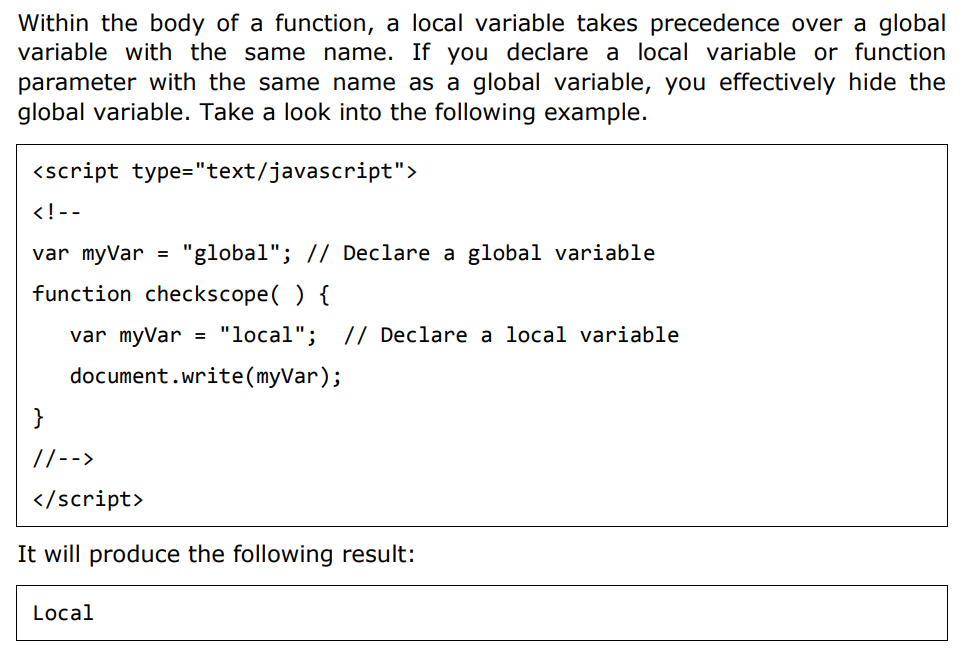 Within the body of a function, a local variable takes precedence over a global
variable with the same name. If you declare a local variable or function
parameter with the same name as a global variable, you effectively hide the
global variable. Take a look into the following example.
<script type="text/javascript">
<!--
var myVar = "global"; // Declare a global variable
function checkscope( ) {
   var myVar = "local";  // Declare a local variable
   document.write(myVar);
}
//-->
</script>
It will produce the following result:
Local